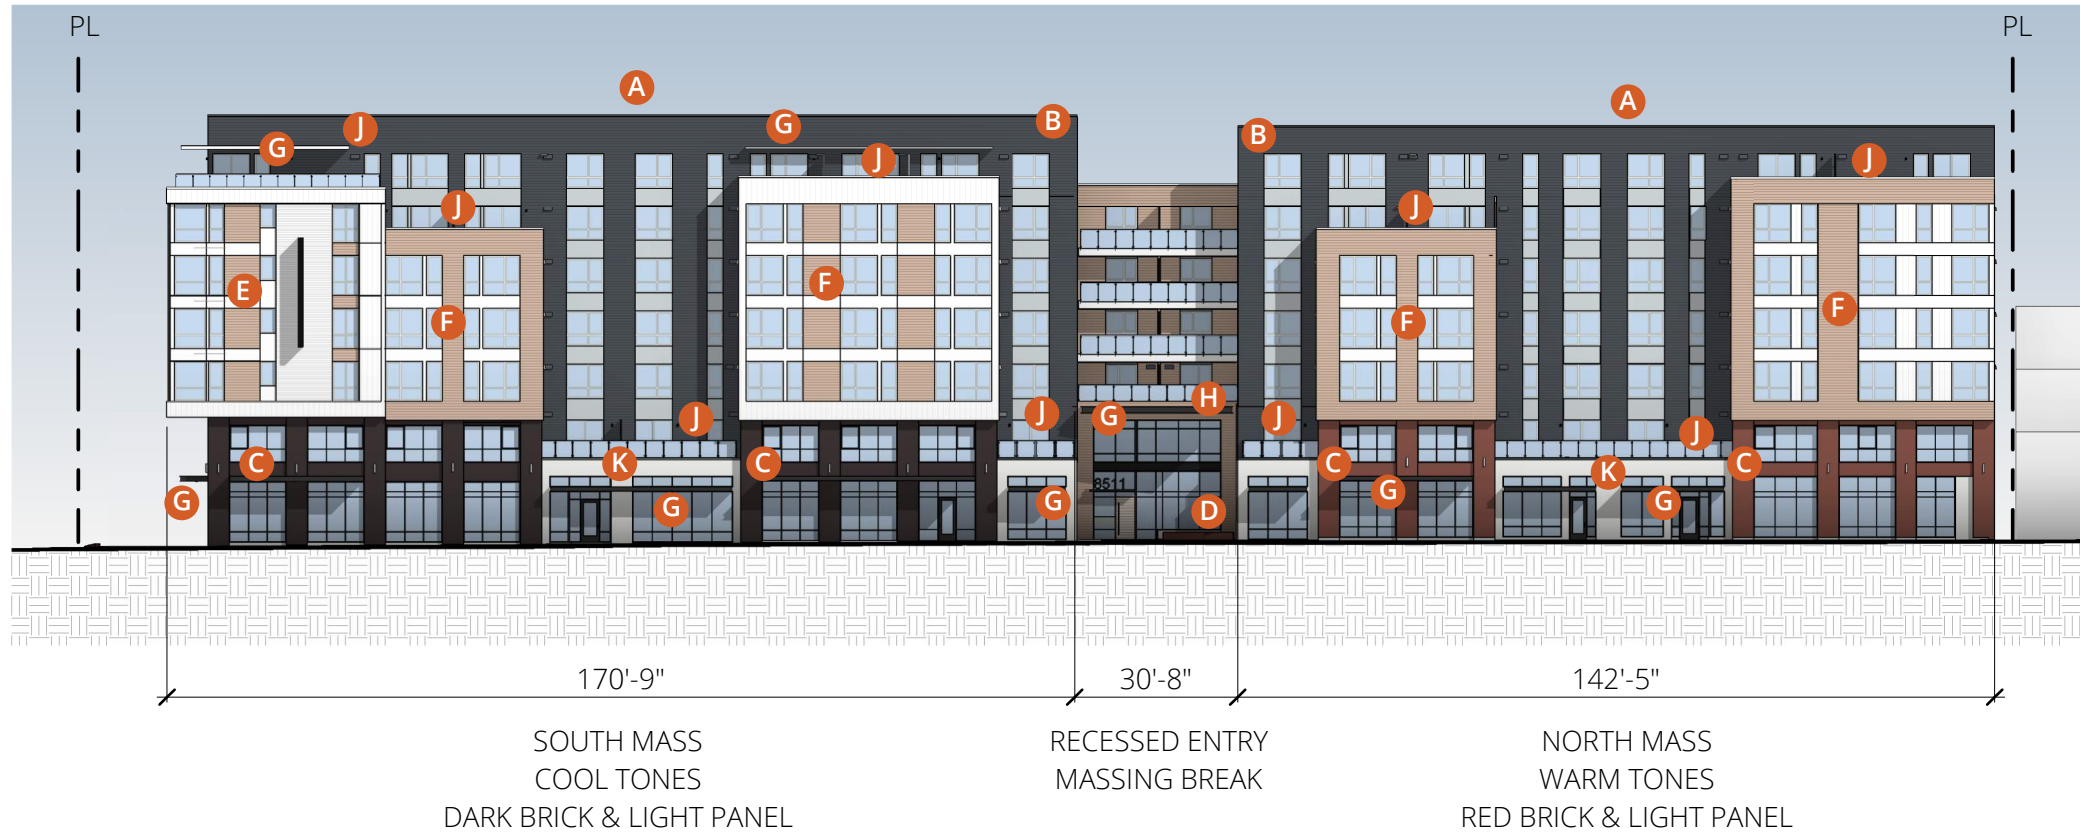 PL
PL
A
A
J
G
G
B
B
J
J
J
J
E
F
F
F
F
H
J
J
J
G
J
C
K
C
C
K
C
8511
G
G
G
D
G
G
170'-9"
30'-8"
142'-5"
SOUTH MASS
COOL TONES
DARK BRICK & LIGHT PANEL
RECESSED ENTRY
MASSING BREAK
NORTH MASS
WARM TONES
RED BRICK & LIGHT PANEL